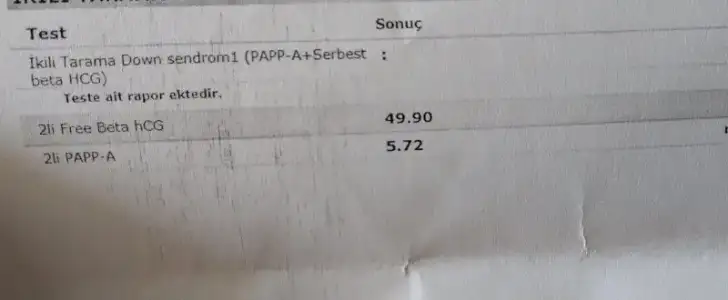 Test Sonuç
İkili Tarama Down sendrom1 (PAPP-A+Serbest :
beta HCG)
Teste ait rapor ektedir.
2li Free Beta hCG 49.90
2li PAPP-A 5.72